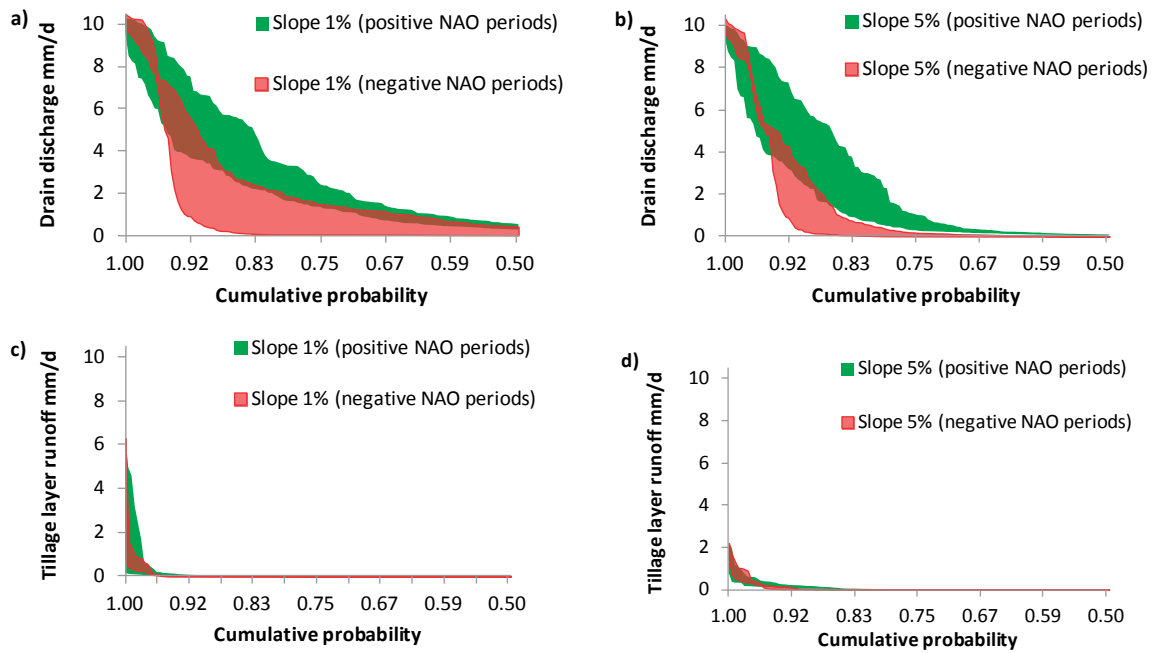 a)
Drain discharge mm/d
10
8
6
4
2
0
Slope 1% (positive NAO periods)
Slope 1% (negative NAO periods)
1.00 0.92 0.83 0.75 0.67 0.59 0.50
Cumulative probability
b)
Drain discharge mm/d
10
8
6
4
2
0
Slope 5% (positive NAO periods)
Slope 5% (negative NAO periods)
1.00 0.92 0.83 0.75 0.67 0.59 0.50
Cumulative probability
c)
Tillage layer runoff mm/d
10
8
6
4
2
0
Slope 1% (positive NAO periods)
Slope 1% (negative NAO periods)
1.00 0.92 0.83 0.75 0.67 0.59 0.50
Cumulative probability
d)
Tillage layer runoff mm/d
10
8
6
4
2
0
Slope 5% (positive NAO periods)
Slope 5% (negative NAO periods)
1.00 0.92 0.83 0.75 0.67 0.59 0.50
Cumulative probability